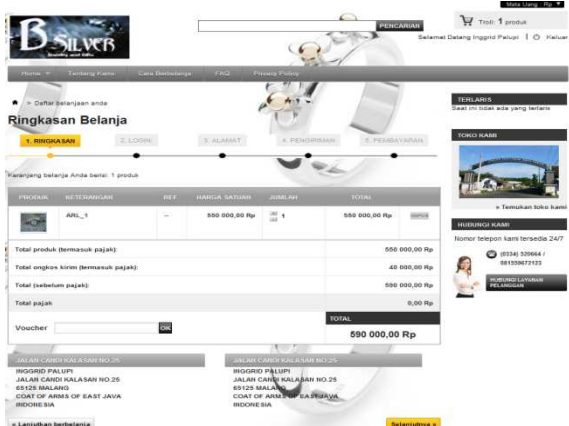 Mata Uang : Rp
B SILVER
Jewelry and Gifts
PENCARIAN
Troli: 1 produk
Selamat Datang Inggrid Palupi | Keluar
Home
Tentang Kami
Cara Berbelanja
FAQ
Privacy Policy
> Daftar belanjaan anda
Ringkasan Belanja
1. RINGKASAN
2. LOGIN
3. ALAMAT
4. PENGIRIMAN
5. PEMBAYARAN
Keranjang belanja Anda berisi: 1 produk
PRODUK KETERANGAN REF HARGA SATUAN JUMLAH TOTAL
ARL_1 -- 550 000,00 Rp 1 550 000,00 Rp
Total produk (termasuk pajak): 550 000,00 Rp
Total ongkos kirim (termasuk pajak): 40 000,00 Rp
Total (sebelum pajak): 590 000,00 Rp
Total pajak 0,00 Rp
Voucher OK
TOTAL
590 000,00 Rp
JALAN CANDI KALASAN NO.25
INGGRID PALUPI
JALAN CANDI KALASAN NO.25
65125 MALANG
COAT OF ARMS OF EAST JAVA
INDONESIA
JALAN CANDI KALASAN NO.25
INGGRID PALUPI
JALAN CANDI KALASAN NO.25
65125 MALANG
COAT OF ARMS OF EAST JAVA
INDONESIA
« Lanjutkan berbelanja
Selanjutnya »
TERLARIS
Saat ini tidak ada yang terlaris
TOKO KAMI
» Temukan toko kami
HUBUNGI KAMI
Nomor telepon kami tersedia 24/7
(0334) 520664 /
081559672123
HUBUNGI LAYANAN
PELANGGAN